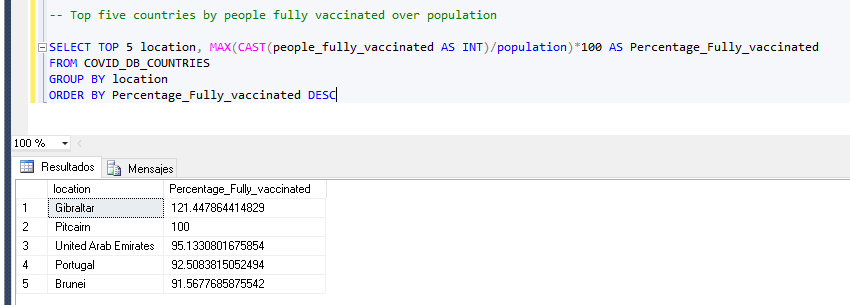 -- Top five countries by people fully vaccinated over population
SELECT TOP 5 location, MAX(CAST(people_fully_vaccinated AS INT)/population)*100 AS Percentage_Fully_vaccinated
FROM COVID_DB_COUNTRIES
GROUP BY location
ORDER BY Percentage_Fully_vaccinated DESC
100 %
Resultados Mensajes
location Percentage_Fully_vaccinated
1 Gibraltar 121.447864414829
2 Pitcairn 100
3 United Arab Emirates 95.1330801675854
4 Portugal 92.5083815052494
5 Brunei 91.5677685875542